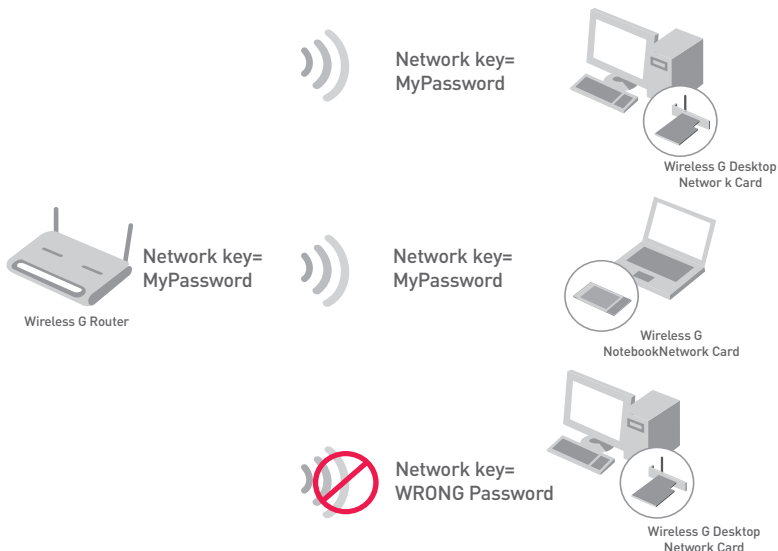 Network key=
MyPassword
Wireless G Desktop
Networ k Card
Network key=
MyPassword
Wireless G Router
Network key=
MyPassword
Wireless G
NotebookNetwork Card
Network key=
WRONG Password
Wireless G Desktop
Network Card